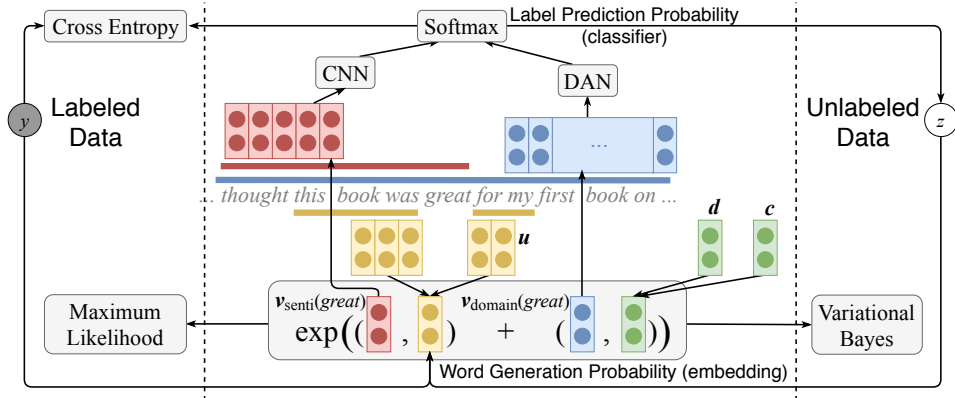 Cross Entropy
Softmax
Label Prediction Probability
(classifier)
CNN
DAN
y
Labeled
Data
Unlabeled
Data
z
...
... thought this book was great for my first book on ...
u
d
c
v_senti(great)
v_domain(great)
exp(( , ) + ( , ))
Maximum
Likelihood
Variational
Bayes
Word Generation Probability (embedding)